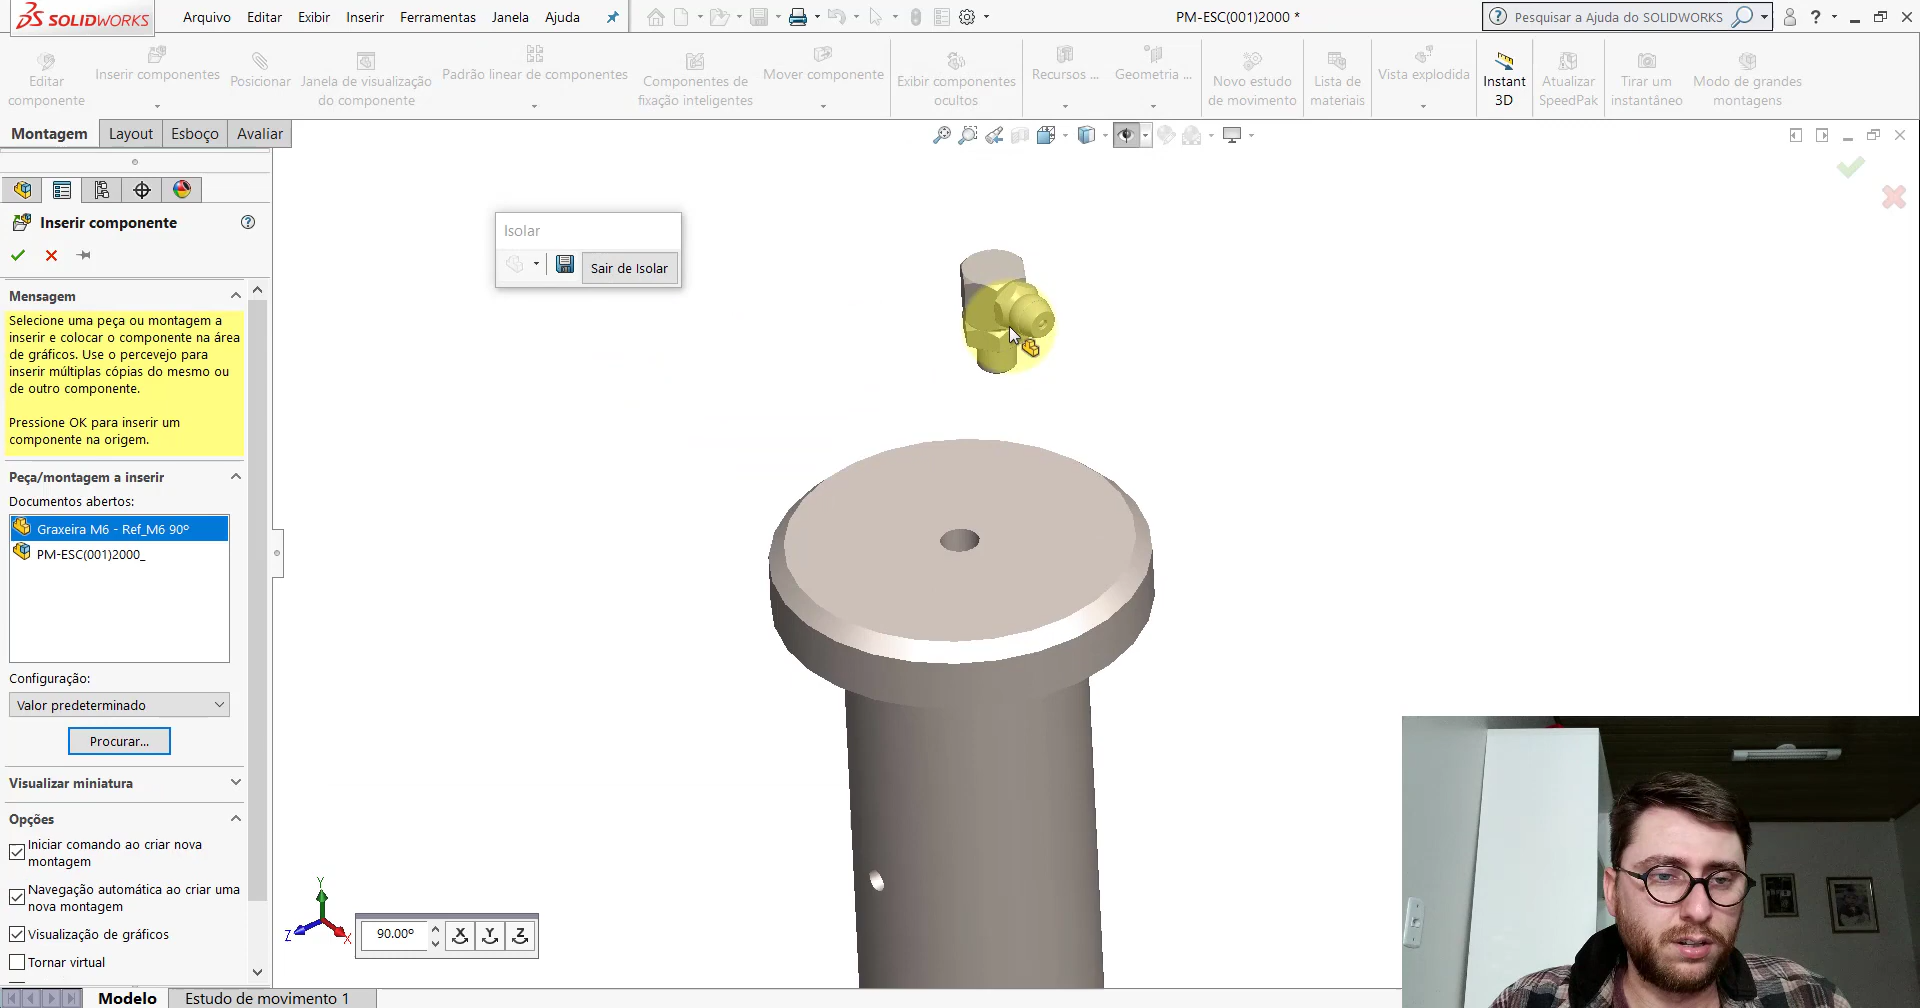 SOLIDWORKS
Arquivo
Editar
Exibir
Inserir
Ferramentas
Janela
Ajuda
PM-ESC(001)2000 *
Pesquisar a Ajuda do SOLIDWORKS
Editar
componente
Inserir componentes
Posicionar
Janela de visualização
do componente
Padrão linear de componentes
Componentes de
fixação inteligentes
Mover componente
Exibir componentes
ocultos
Recursos ...
Geometria ...
Novo estudo
de movimento
Lista de
materiais
Vista explodida
Instant
3D
Atualizar
SpeedPak
Tirar um
instantâneo
Modo de grandes
montagens
Montagem
Layout
Esboço
Avaliar
Inserir componente
Mensagem
Selecione uma peça ou montagem a
inserir e colocar o componente na área
de gráficos. Use o percevejo para
inserir múltiplas cópias do mesmo ou
de outro componente.
Pressione OK para inserir um
componente na origem.
Peça/montagem a inserir
Documentos abertos:
Graxeira M6 - Ref_M6 90º
PM-ESC(001)2000_
Configuração:
Valor predeterminado
Procurar...
Visualizar miniatura
Opções
Iniciar comando ao criar nova
montagem
Navegação automática ao criar uma
nova montagem
Visualização de gráficos
Tornar virtual
Isolar
Sair de Isolar
Y
Z
X
90.00º
X
Y
Z
Modelo
Estudo de movimento 1